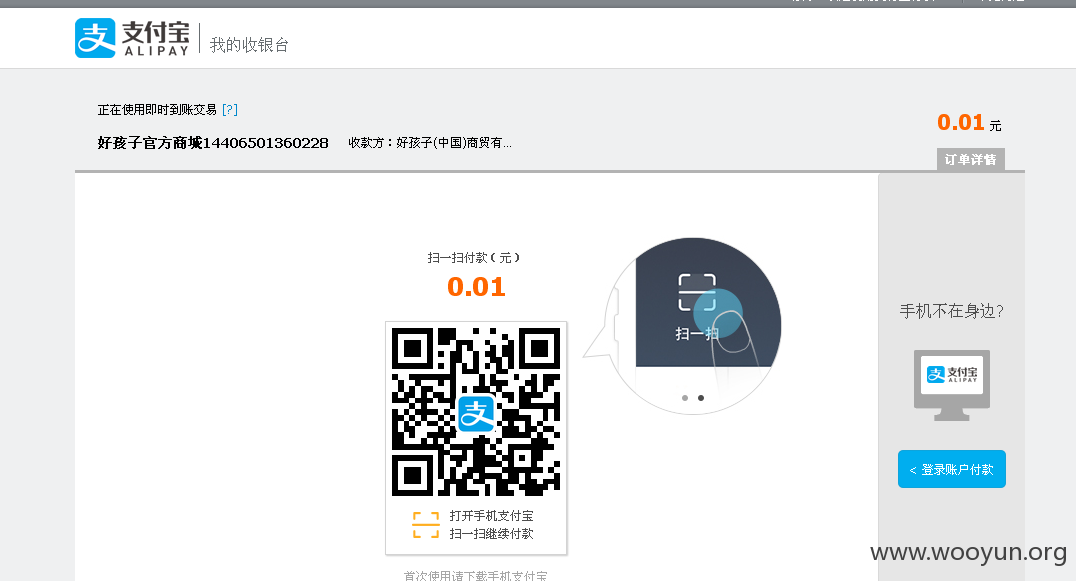 支付宝
ALIPAY
我的收银台
正在使用即时到账交易 [?]
好孩子官方商城14406501360228 收款方：好孩子(中国)商贸有...
0.01 元
订单详情
扫一扫付款（元）
0.01
扫一扫
支
打开手机支付宝
扫一扫继续付款
首次使用请下载手机支付宝
手机不在身边?
支付宝
ALIPAY
< 登录账户付款
www.wooyun.org